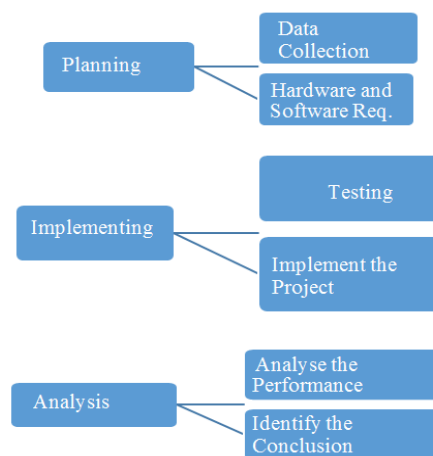 Planning
Data
Collection
Hardware and
Software Req.
Implementing
Testing
Implement the
Project
Analysis
Analyse the
Performance
Identify the
Conclusion